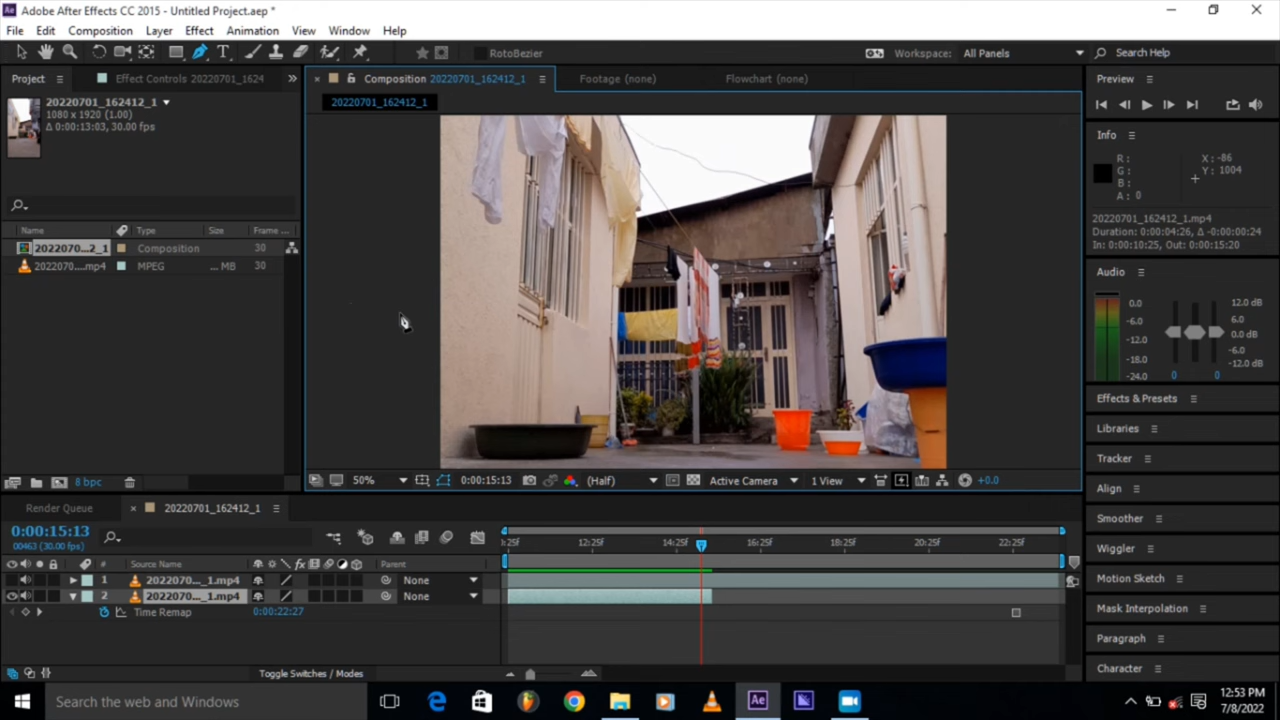 Adobe After Effects CC 2015 - Untitled Project.aep *
File Edit Composition Layer Effect Animation View Window Help
RotoBezier
Workspace: All Panels
Search Help
Project
Effect Controls 20220701_1624
Composition 20220701_162412_1
Footage (none)
Flowchart (none)
Preview
20220701_162412_1
20220701_162412_1
1080 x 1920 (1.00)
Δ 0:00:13:03, 30.00 fps
Info
R :
G :
B :
A : 0
X : -86
Y : 1004
20220701_162412_1.mp4
Duration: 0:00:04:26, Δ -0:00:00:24
In: 0:00:10:25, Out: 0:00:15:20
Name Type Size Frame ...
2022070...2_1 Composition 30
2022070....mp4 MPEG ... MB 30
Audio
0.0
-6.0
-12.0
-18.0
-24.0
12.0 dB
6.0
0.0 dB
-6.0
-12.0 dB
0 0
Effects & Presets
Libraries
Tracker
Align
Smoother
Wiggler
Motion Sketch
Mask Interpolation
Paragraph
Character
8 bpc
50% 0:00:15:13 (Half) Active Camera 1 View +0.0
Render Queue
20220701_162412_1
0:00:15:13
00463 (30.00 fps)
:25f 12:25f 14:25f 16:25f 18:25f 20:25f 22:25f
# Source Name fx Parent
1 2022070..._1.mp4 None
2 2022070..._1.mp4 None
Time Remap 0:00:22:27
Toggle Switches / Modes
Search the web and Windows
Ae
12:53 PM
7/8/2022